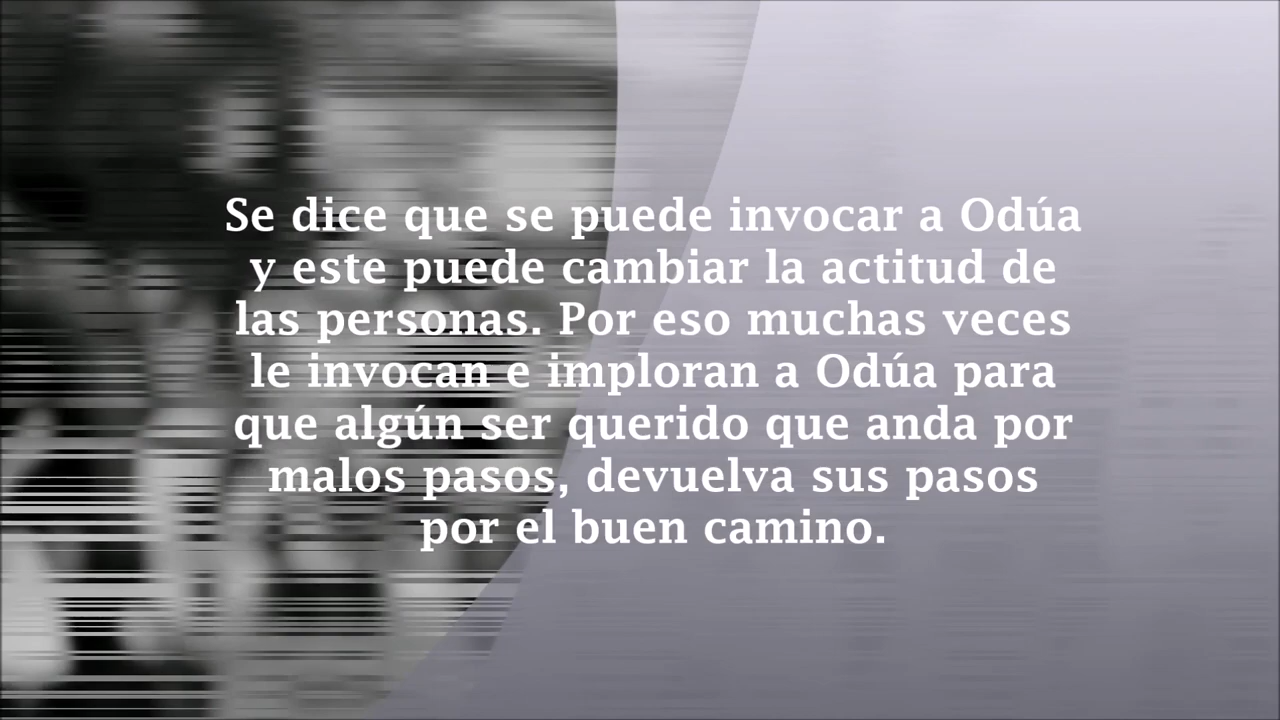 Se dice que se puede invocar a Odúa
y este puede cambiar la actitud de
las personas. Por eso muchas veces
le invocan e imploran a Odúa para
que algún ser querido que anda por
malos pasos, devuelva sus pasos
por el buen camino.